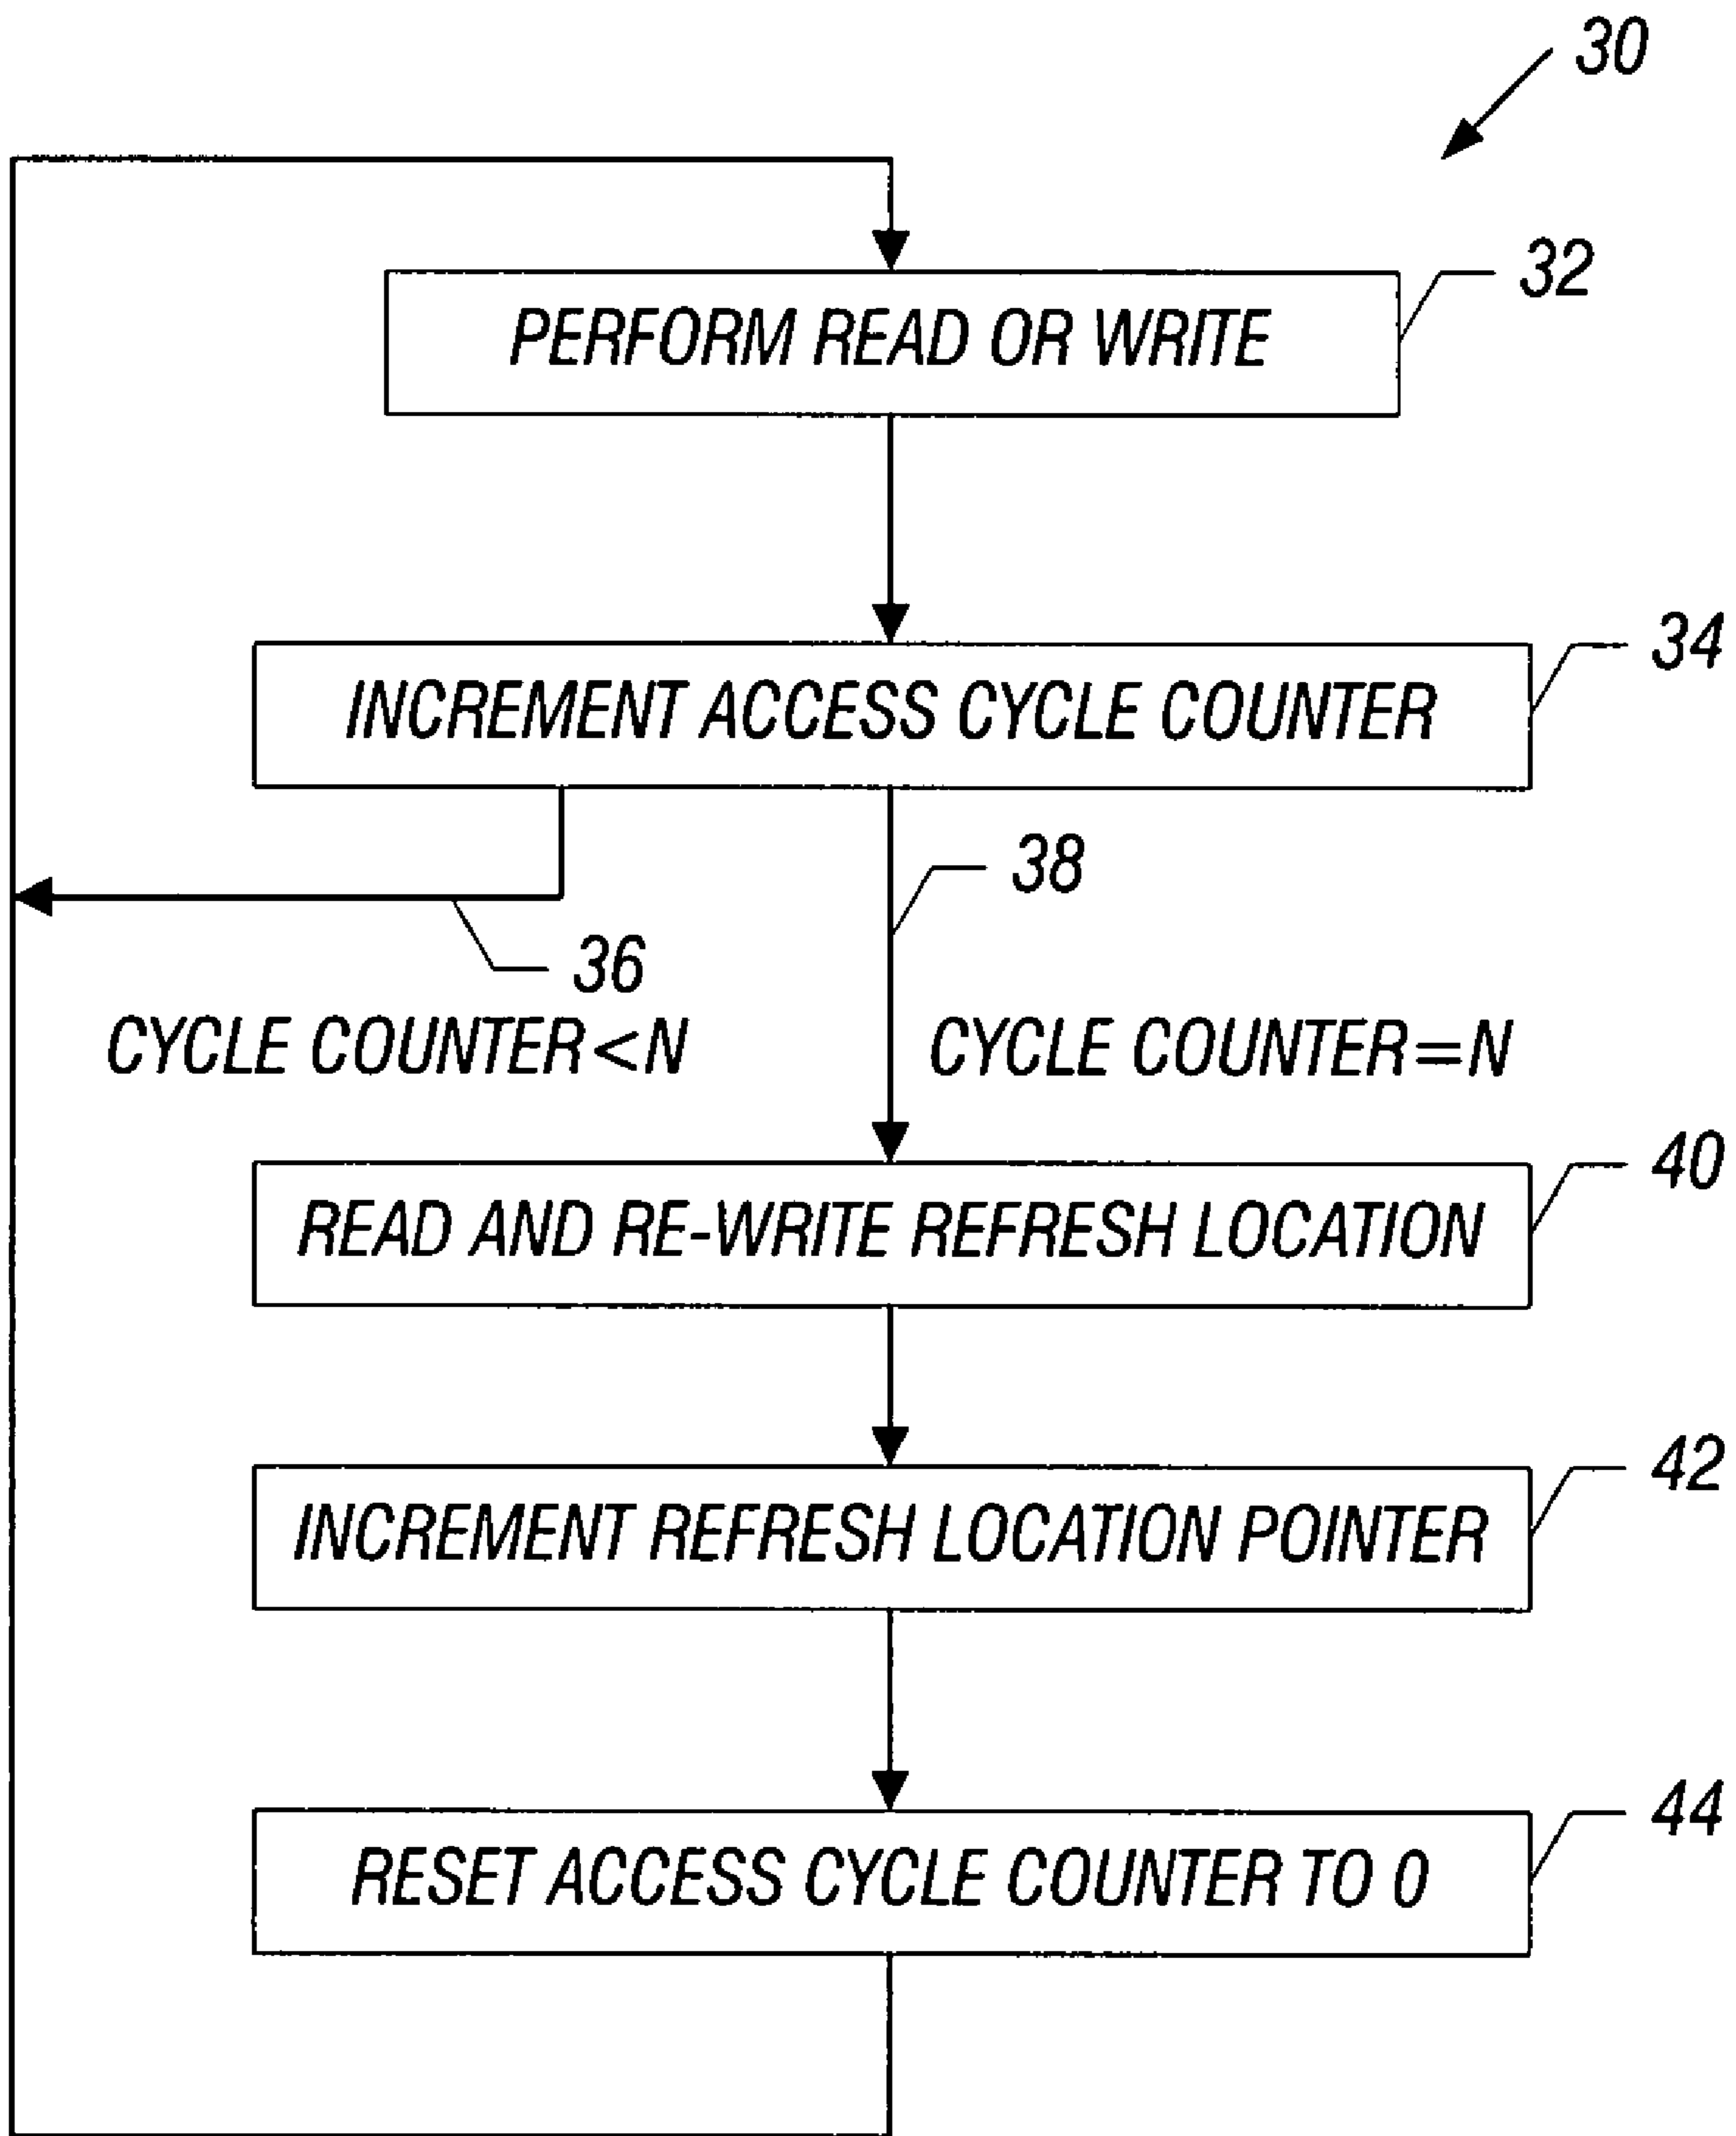 30
PERFORM READ OR WRITE
32
INCREMENT ACCESS CYCLE COUNTER
34
38
36
CYCLE COUNTER<N
CYCLE COUNTER=N
READ AND RE-WRITE REFRESH LOCATION
40
INCREMENT REFRESH LOCATION POINTER
42
RESET ACCESS CYCLE COUNTER TO 0
44